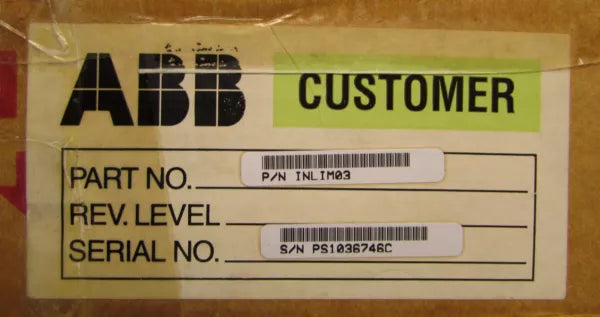 ABB
CUSTOMER
PART NO.
P/N INLIM03
REV. LEVEL
SERIAL NO.
S/N PS1036746C